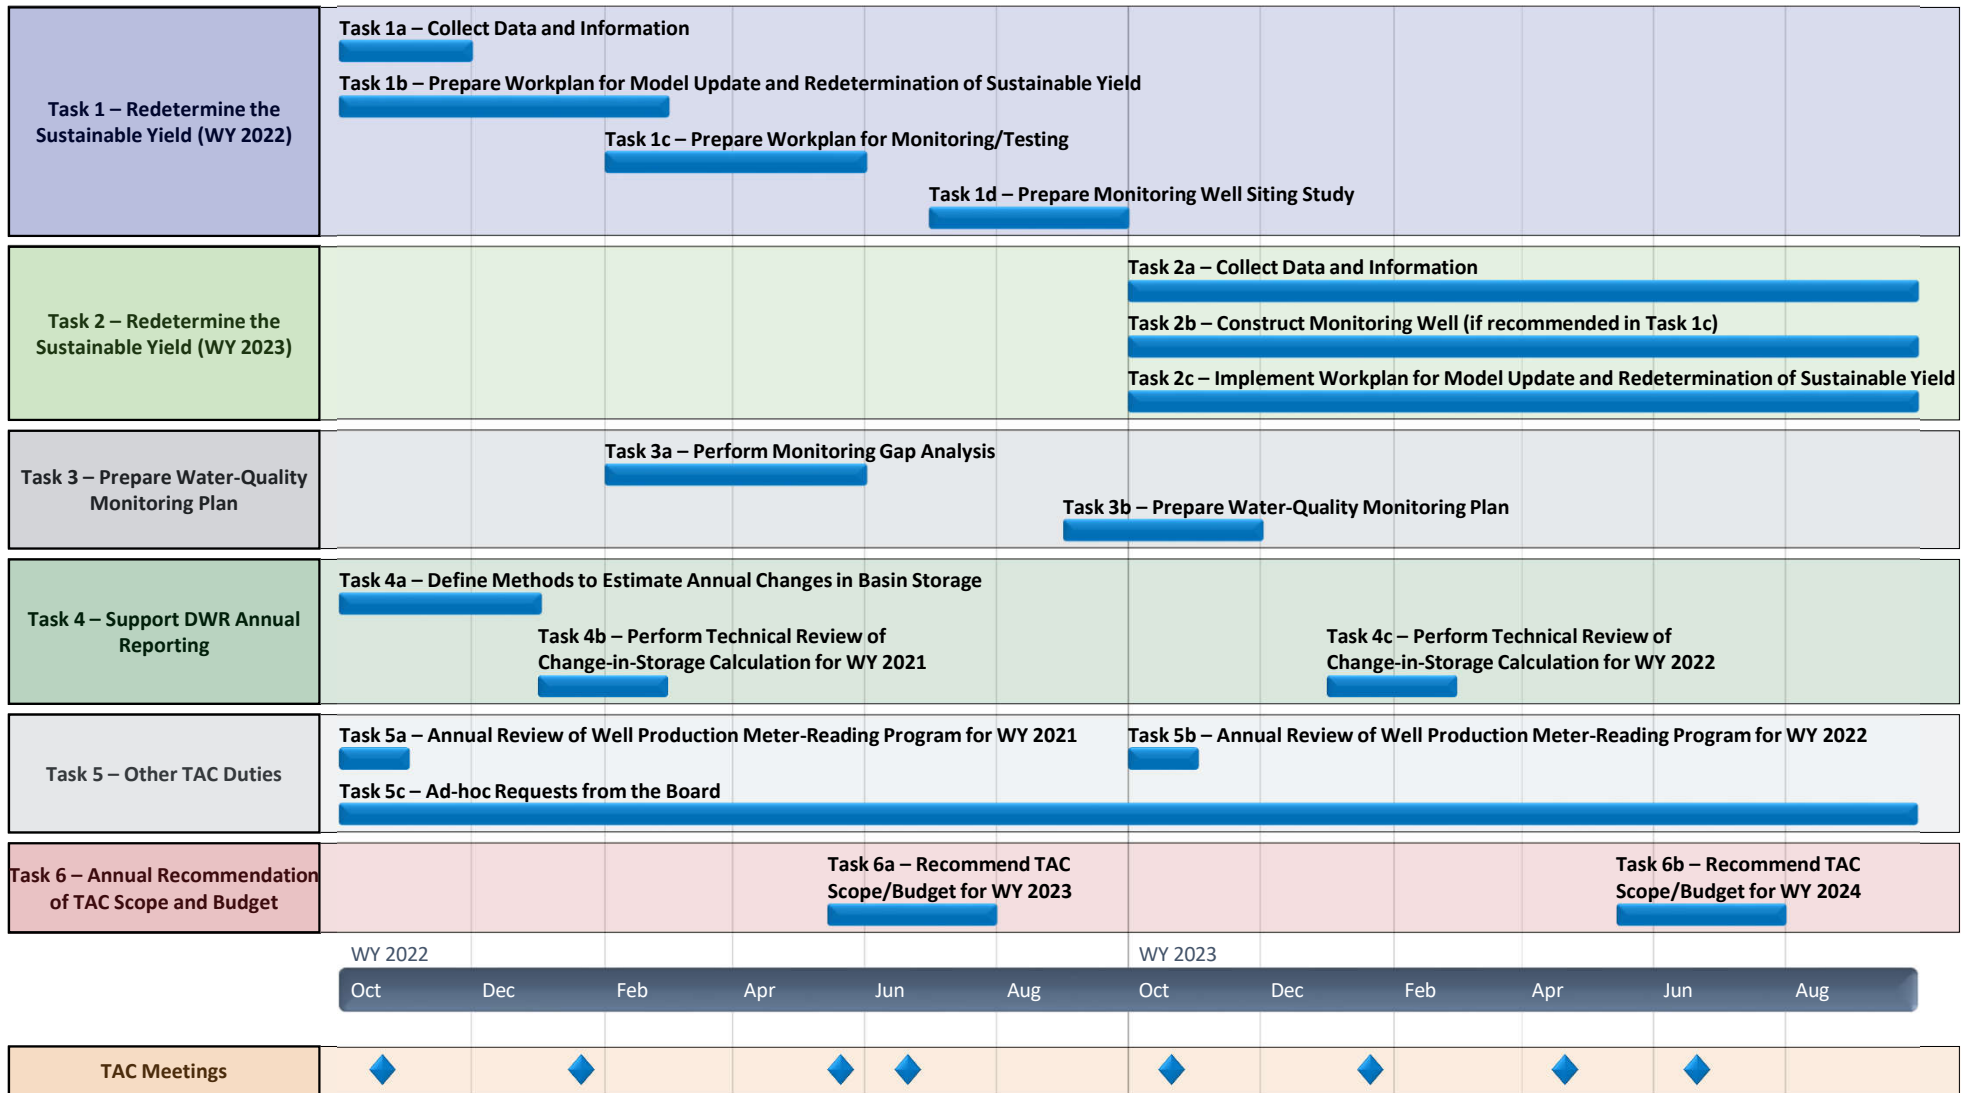 Task 1 – Redetermine the
Sustainable Yield (WY 2022)
Task 1a – Collect Data and Information
Task 1b – Prepare Workplan for Model Update and Redetermination of Sustainable Yield
Task 1c – Prepare Workplan for Monitoring/Testing
Task 1d – Prepare Monitoring Well Siting Study
Task 2 – Redetermine the
Sustainable Yield (WY 2023)
Task 2a – Collect Data and Information
Task 2b – Construct Monitoring Well (if recommended in Task 1c)
Task 2c – Implement Workplan for Model Update and Redetermination of Sustainable Yield
Task 3 – Prepare Water-Quality
Monitoring Plan
Task 3a – Perform Monitoring Gap Analysis
Task 3b – Prepare Water-Quality Monitoring Plan
Task 4 – Support DWR Annual
Reporting
Task 4a – Define Methods to Estimate Annual Changes in Basin Storage
Task 4b – Perform Technical Review of
Change-in-Storage Calculation for WY 2021
Task 4c – Perform Technical Review of
Change-in-Storage Calculation for WY 2022
Task 5 – Other TAC Duties
Task 5a – Annual Review of Well Production Meter-Reading Program for WY 2021
Task 5b – Annual Review of Well Production Meter-Reading Program for WY 2022
Task 5c – Ad-hoc Requests from the Board
Task 6 – Annual Recommendation
of TAC Scope and Budget
Task 6a – Recommend TAC
Scope/Budget for WY 2023
Task 6b – Recommend TAC
Scope/Budget for WY 2024
WY 2022 WY 2023
Oct Dec Feb Apr Jun Aug Oct Dec Feb Apr Jun Aug
TAC Meetings